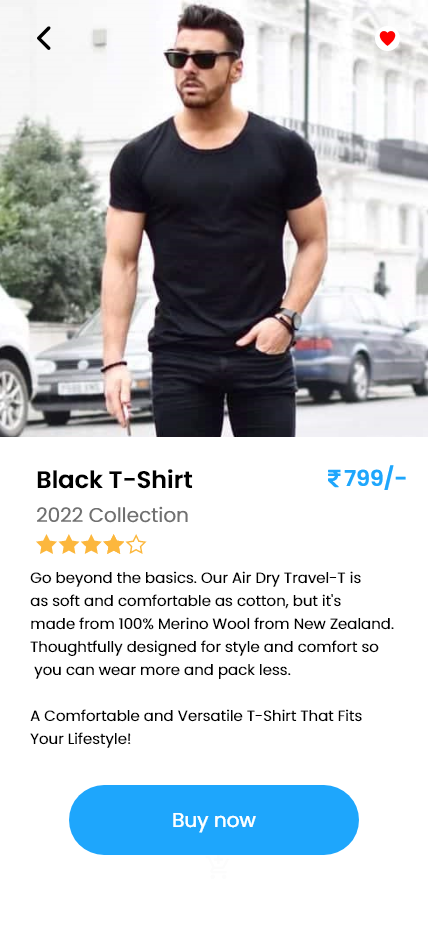 Black T-Shirt
₹799/-
2022 Collection
Go beyond the basics. Our Air Dry Travel-T is
as soft and comfortable as cotton, but it's
made from 100% Merino Wool from New Zealand.
Thoughtfully designed for style and comfort so
you can wear more and pack less.
A Comfortable and Versatile T-Shirt That Fits
Your Lifestyle!
Buy now